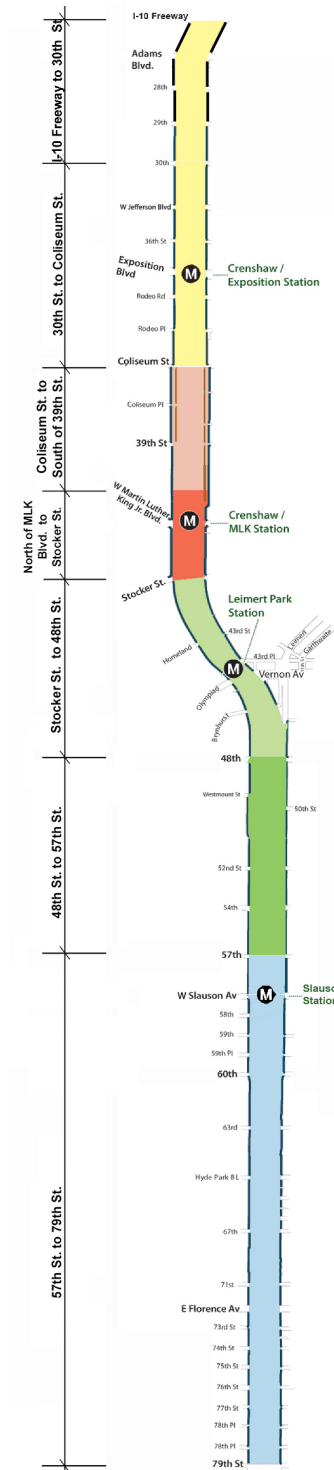 I-10 Freeway
Adams
Blvd.
28th
29th
30th
W Jefferson Blvd
36th St
Exposition
Blvd
M
Crenshaw /
Exposition Station
Rodeo Rd
Rodeo Pl
Coliseum St
Coliseum Pl
39th St
W Martin Luther
King Jr. Blvd.
M
Crenshaw /
MLK Station
Stocker St.
Leimert Park
Station
43rd St
Homeland
43rd Pl
Leimert
Garthwaite
M
Vernon Av
Olympiad
Brynhurst
48th
Westmount St
50th St
52nd St
54th
57th
W Slauson Av
M
Slauso
Station
58th
59th
59th Pl
60th
63rd
Hyde Park BL
67th
71st
E Florence Av
73rd St
74th St
75th St
76th St
77th St
78th Pl
78th Pl
79th St
I-10 Freeway to 30th St.
30th St. to Coliseum St.
Coliseum St. to
South of 39th St.
North of MLK
Blvd. to
Stocker St.
Stocker St. to 48th St.
48th St. to 57th St.
57th St. to 79th St.